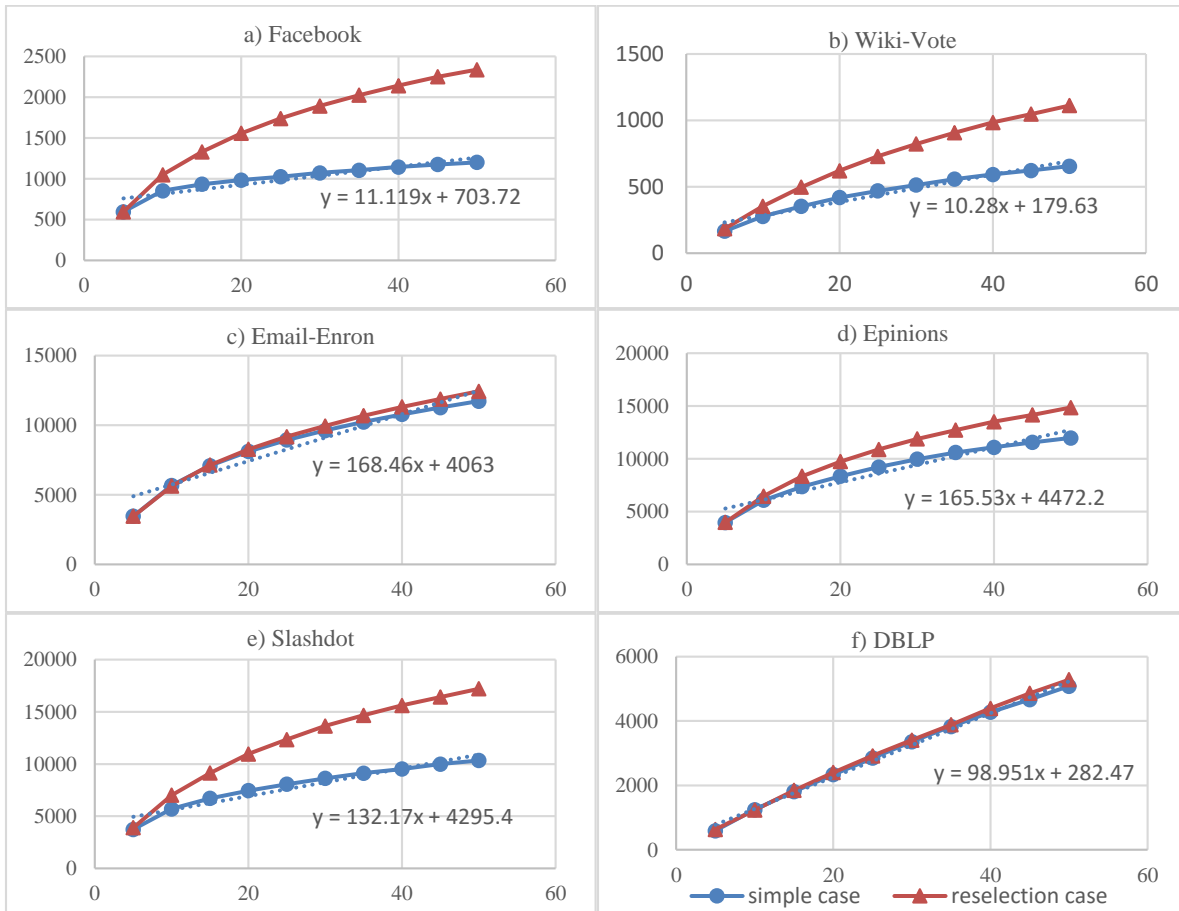 a) Facebook
2500
2000
1500
1000
500
0
y = 11.119x + 703.72
0 20 40 60
b) Wiki-Vote
1500
1000
500
0
y = 10.28x + 179.63
0 20 40 60
c) Email-Enron
15000
10000
5000
0
y = 168.46x + 4063
0 20 40 60
d) Epinions
20000
15000
10000
5000
0
y = 165.53x + 4472.2
0 20 40 60
e) Slashdot
20000
15000
10000
5000
0
y = 132.17x + 4295.4
0 20 40 60
f) DBLP
6000
4000
2000
0
y = 98.951x + 282.47
0 20 40 60
simple case reselection case